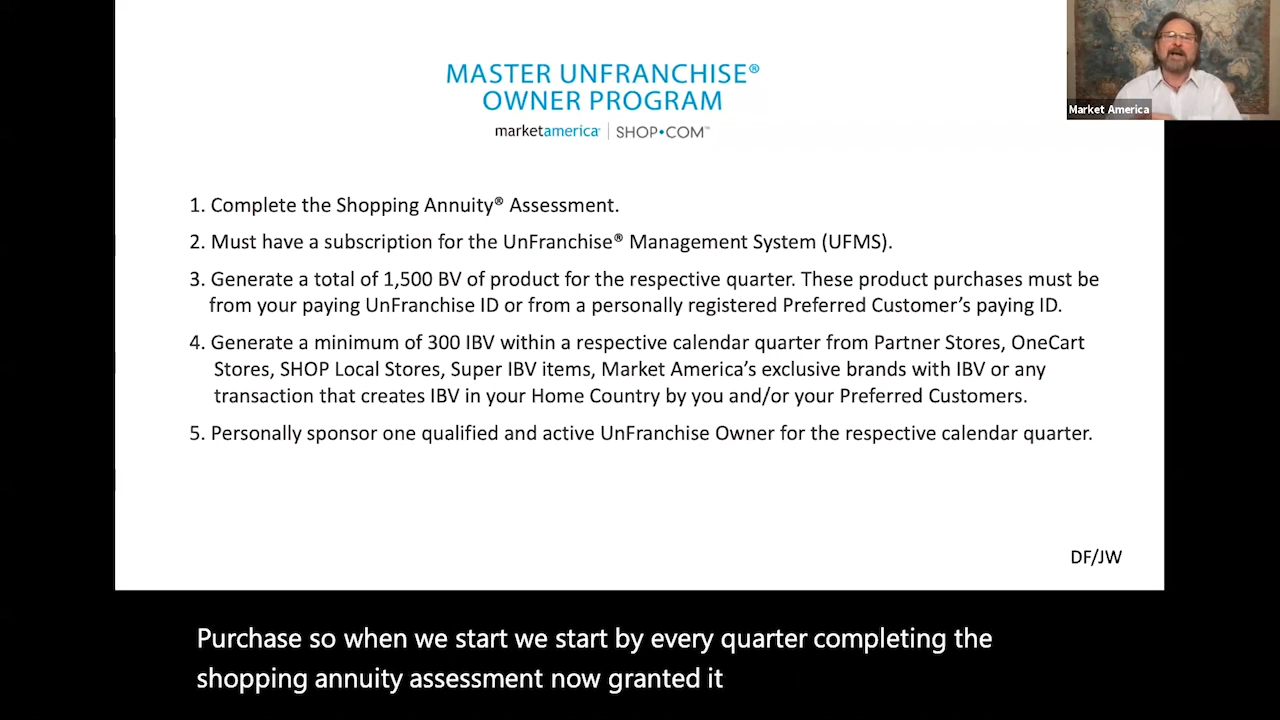 MASTER UNFRANCHISE®
OWNER PROGRAM
marketamerica | SHOP•COM™
Market America
1. Complete the Shopping Annuity® Assessment.
2. Must have a subscription for the UnFranchise® Management System (UFMS).
3. Generate a total of 1,500 BV of product for the respective quarter. These product purchases must be
from your paying UnFranchise ID or from a personally registered Preferred Customer’s paying ID.
4. Generate a minimum of 300 IBV within a respective calendar quarter from Partner Stores, OneCart
Stores, SHOP Local Stores, Super IBV items, Market America’s exclusive brands with IBV or any
transaction that creates IBV in your Home Country by you and/or your Preferred Customers.
5. Personally sponsor one qualified and active UnFranchise Owner for the respective calendar quarter.
DF/JW
Purchase so when we start we start by every quarter completing the
shopping annuity assessment now granted it